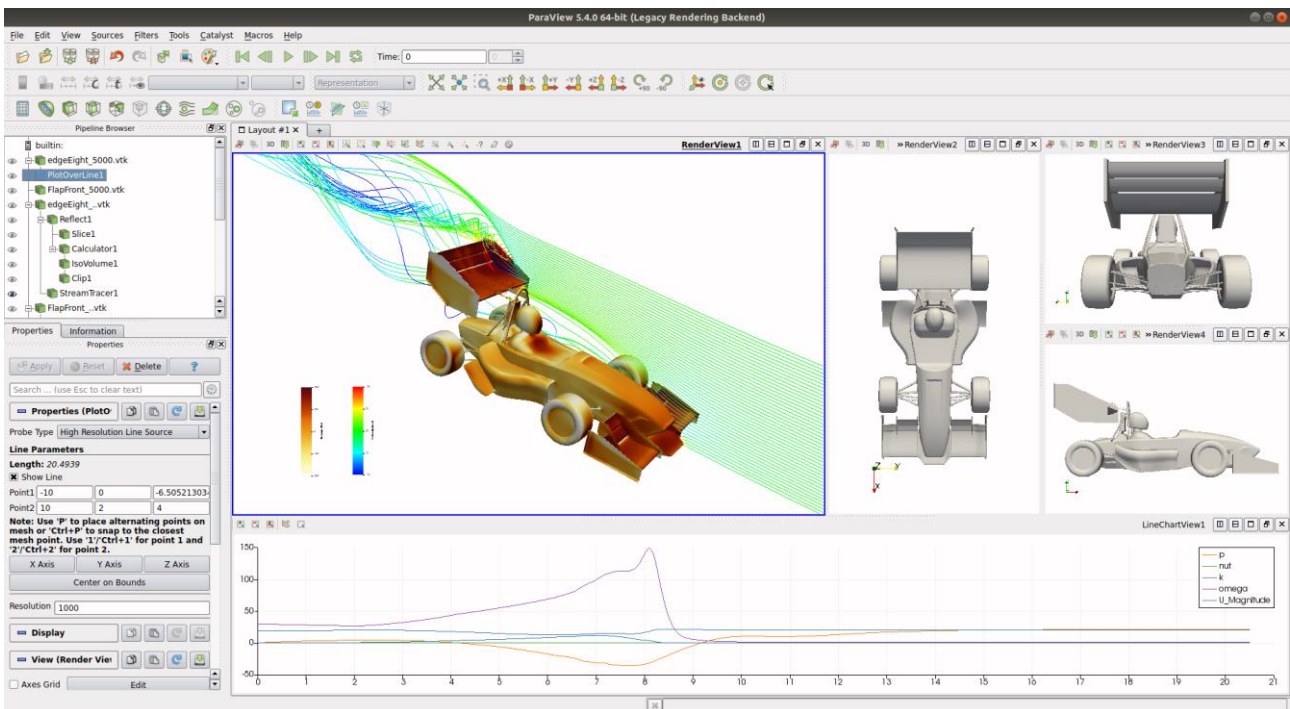 ParaView 5.4.0 64-bit (Legacy Rendering Backend)
File Edit View Sources Filters Tools Catalyst Macros Help
Time: 0 0
Representation
+X -X +Y -Y +Z -Z +90 -90
Pipeline Browser
builtin:
edgeEight_5000.vtk
PlotOverLine1
FlapFront_5000.vtk
edgeEight_..vtk
Reflect1
Slice1
Calculator1
IsoVolume1
Clip1
StreamTracer1
FlapFront_..vtk
Properties Information
Properties
Apply Reset Delete ?
Search ... (use Esc to clear text)
Properties (PlotO
Probe Type High Resolution Line Source
Line Parameters
Length: 20.4939
Show Line
Point1 -10 0 -6.50521303
Point2 10 2 4
Note: Use 'P' to place alternating points on
mesh or 'Ctrl+P' to snap to the closest
mesh point. Use '1'/'Ctrl+1' for point 1 and
'2'/'Ctrl+2' for point 2.
X Axis Y Axis Z Axis
Center on Bounds
Resolution 1000
Display
View (Render Vie
Axes Grid Edit
Layout #1 +
3D RenderView1
3D »RenderView2
Z Y
X
3D »RenderView3
3D »RenderView4
LineChartView1
150
100
50
0
-50
0 1 2 3 4 5 6 7 8 9 10 11 12 13 14 15 16 17 18 19 20 21
p
nut
k
omega
U_Magnitude